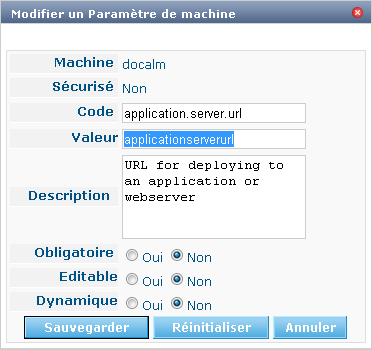 Modifier un Paramètre de machine
Machine docalm
Sécurisé Non
Code application.server.url
Valeur applicationserverurl
Description URL for deploying to
an application or
webserver
Obligatoire Oui Non
Editable Oui Non
Dynamique Oui Non
Sauvegarder Réinitialiser Annuler